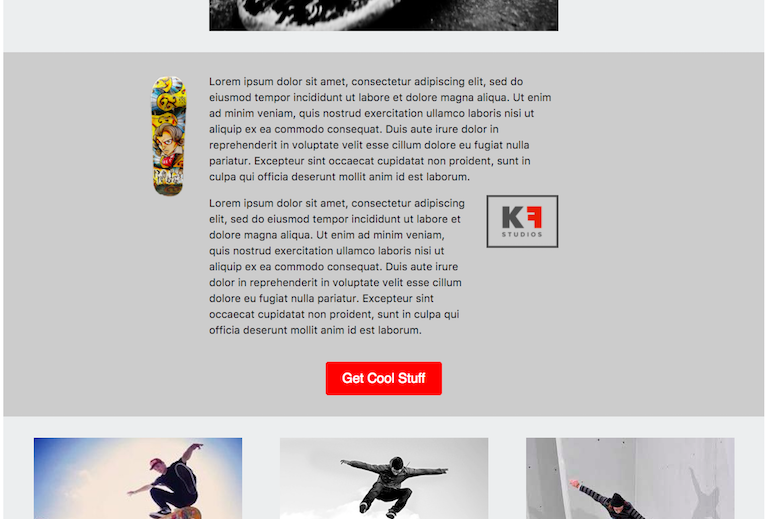 Lorem ipsum dolor sit amet, consectetur adipiscing elit, sed do
eiusmod tempor incididunt ut labore et dolore magna aliqua. Ut enim
ad minim veniam, quis nostrud exercitation ullamco laboris nisi ut
aliquip ex ea commodo consequat. Duis aute irure dolor in
reprehenderit in voluptate velit esse cillum dolore eu fugiat nulla
pariatur. Excepteur sint occaecat cupidatat non proident, sunt in
culpa qui officia deserunt mollit anim id est laborum.
Lorem ipsum dolor sit amet, consectetur adipiscing
elit, sed do eiusmod tempor incididunt ut labore et
dolore magna aliqua. Ut enim ad minim veniam,
quis nostrud exercitation ullamco laboris nisi ut
aliquip ex ea commodo consequat. Duis aute irure
dolor in reprehenderit in voluptate velit esse cillum
dolore eu fugiat nulla pariatur. Excepteur sint
occaecat cupidatat non proident, sunt in culpa qui
officia deserunt mollit anim id est laborum.
KF
STUDIOS
Get Cool Stuff